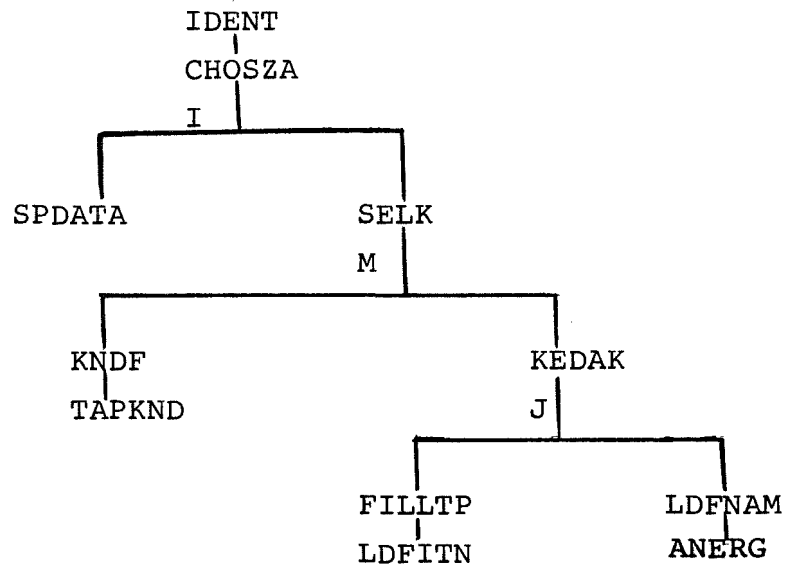 IDENT
CHOSZA
I
SPDATA
SELK
M
KNDF
KEDAK
TAPKND
J
FILLTP
LDFNAM
LDFITN
ANERG